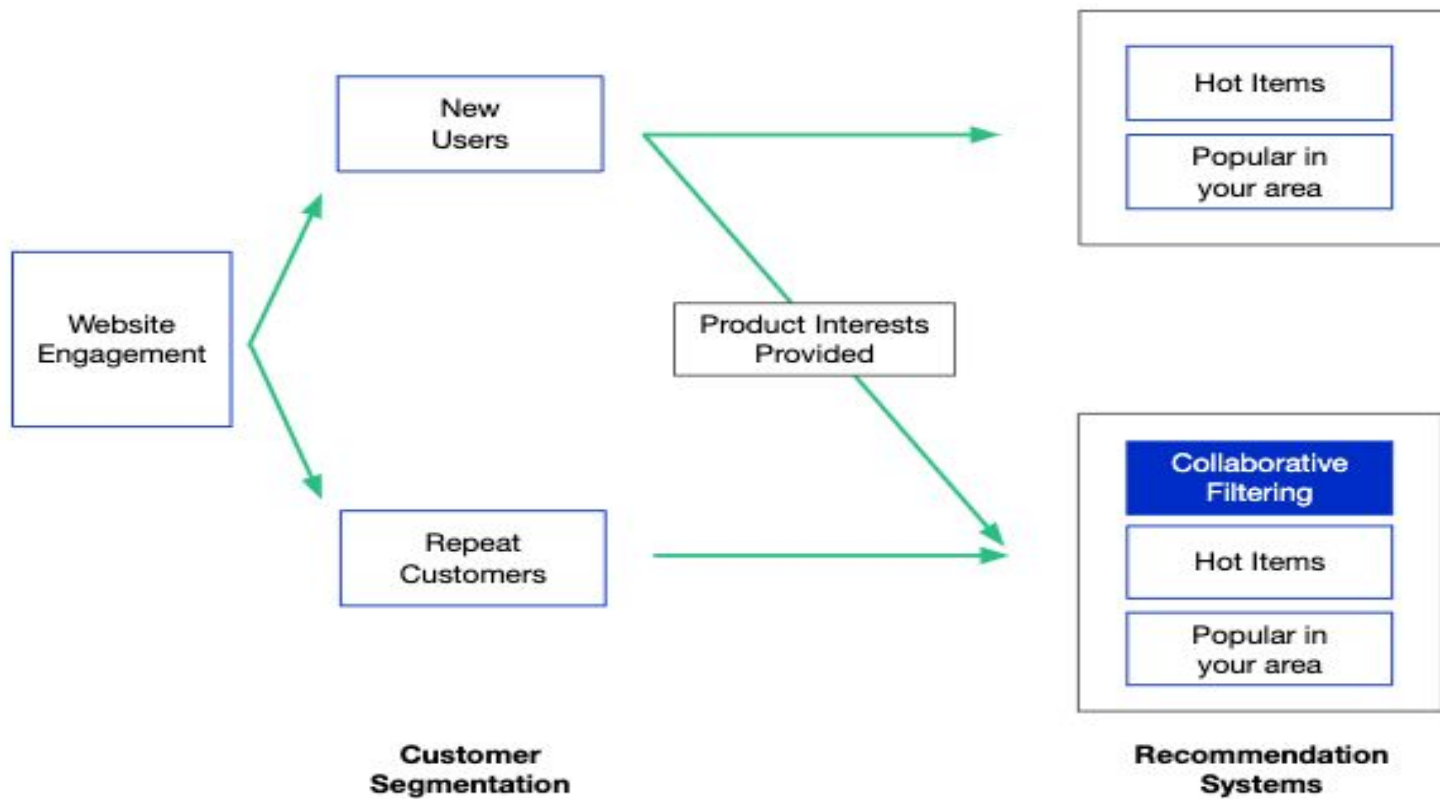 New
Users
Hot Items
Popular in
your area
Website
Engagement
Product Interests
Provided
Repeat
Customers
Collaborative
Filtering
Hot Items
Popular in
your area
Customer
Segmentation
Recommendation
Systems